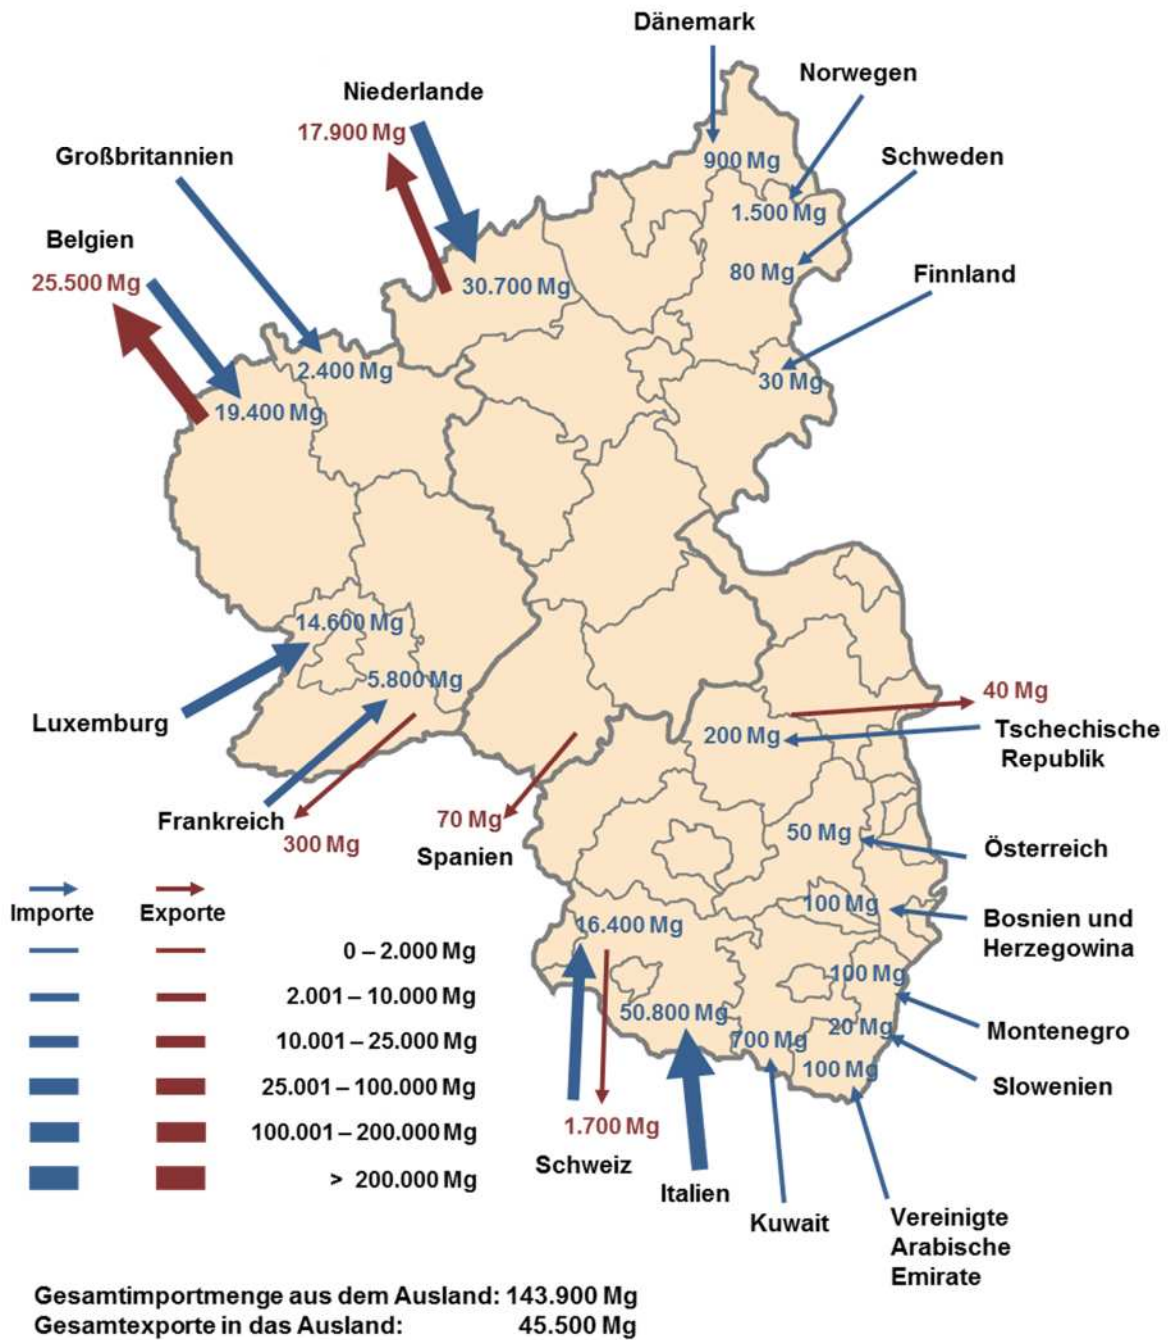 Dänemark
Norwegen
Niederlande
17.900 Mg
Großbritannien
900 Mg
Schweden
1.500 Mg
Belgien
25.500 Mg
30.700 Mg
80 Mg
Finnland
2.400 Mg
30 Mg
19.400 Mg
14.600 Mg
5.800 Mg
40 Mg
Luxemburg
200 Mg
Tschechische
Republik
Frankreich
300 Mg
70 Mg
Spanien
50 Mg
Österreich
100 Mg
Bosnien und
Herzegowina
16.400 Mg
100 Mg
50.800 Mg
700 Mg
20 Mg
Montenegro
100 Mg
Slowenien
1.700 Mg
Schweiz
Italien
Kuwait
Vereinigte
Arabische
Emirate
Importe Exporte
0 – 2.000 Mg
2.001 – 10.000 Mg
10.001 – 25.000 Mg
25.001 – 100.000 Mg
100.001 – 200.000 Mg
> 200.000 Mg
Gesamtimportmenge aus dem Ausland: 143.900 Mg
Gesamtexporte in das Ausland: 45.500 Mg